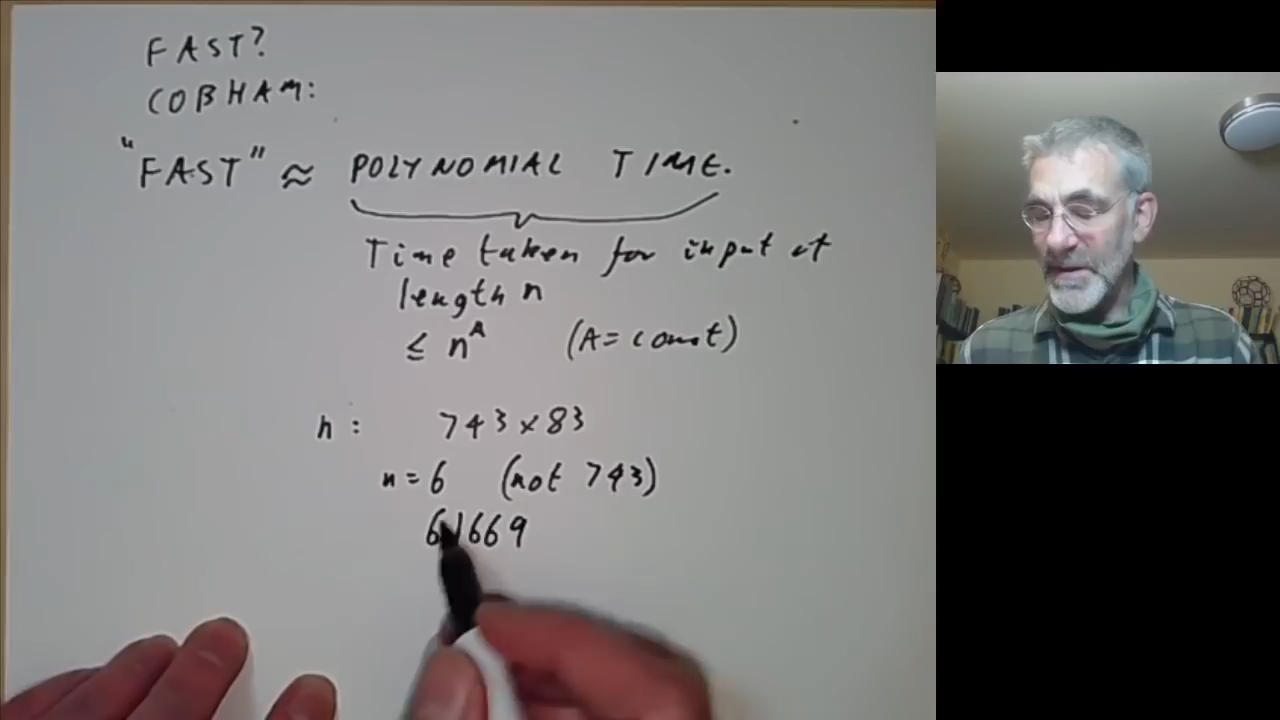 FAST?
COBHAM:
"FAST" ≈ POLYNOMIAL TIME.
Time taken for input of
length n
≤ n^A (A = const)
n: 743 × 83
n = 6 (not 743)
61669